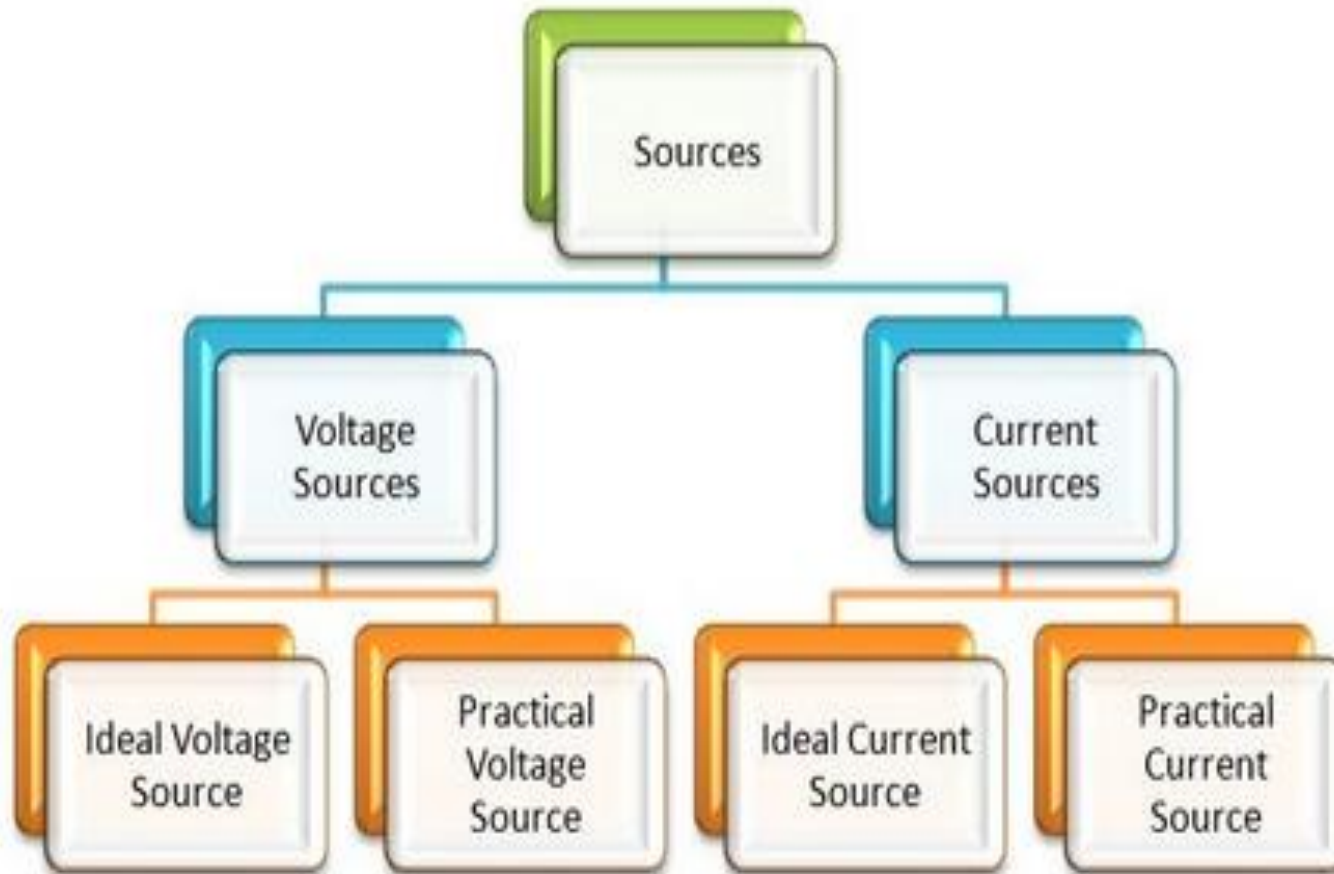 Sources
Voltage
Sources
Current
Sources
Ideal Voltage
Source
Practical
Voltage
Source
Ideal Current
Source
Practical
Current
Source